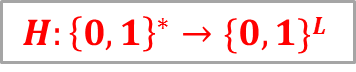 H: {0, 1}* → {0, 1}ᴸ